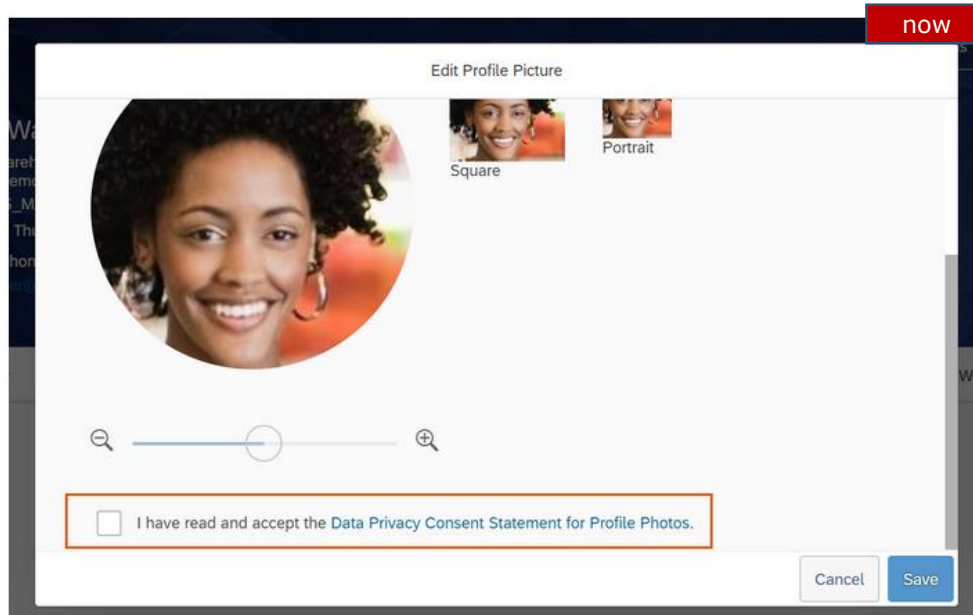 now
Edit Profile Picture
Square
Portrait
I have read and accept the Data Privacy Consent Statement for Profile Photos.
Cancel
Save